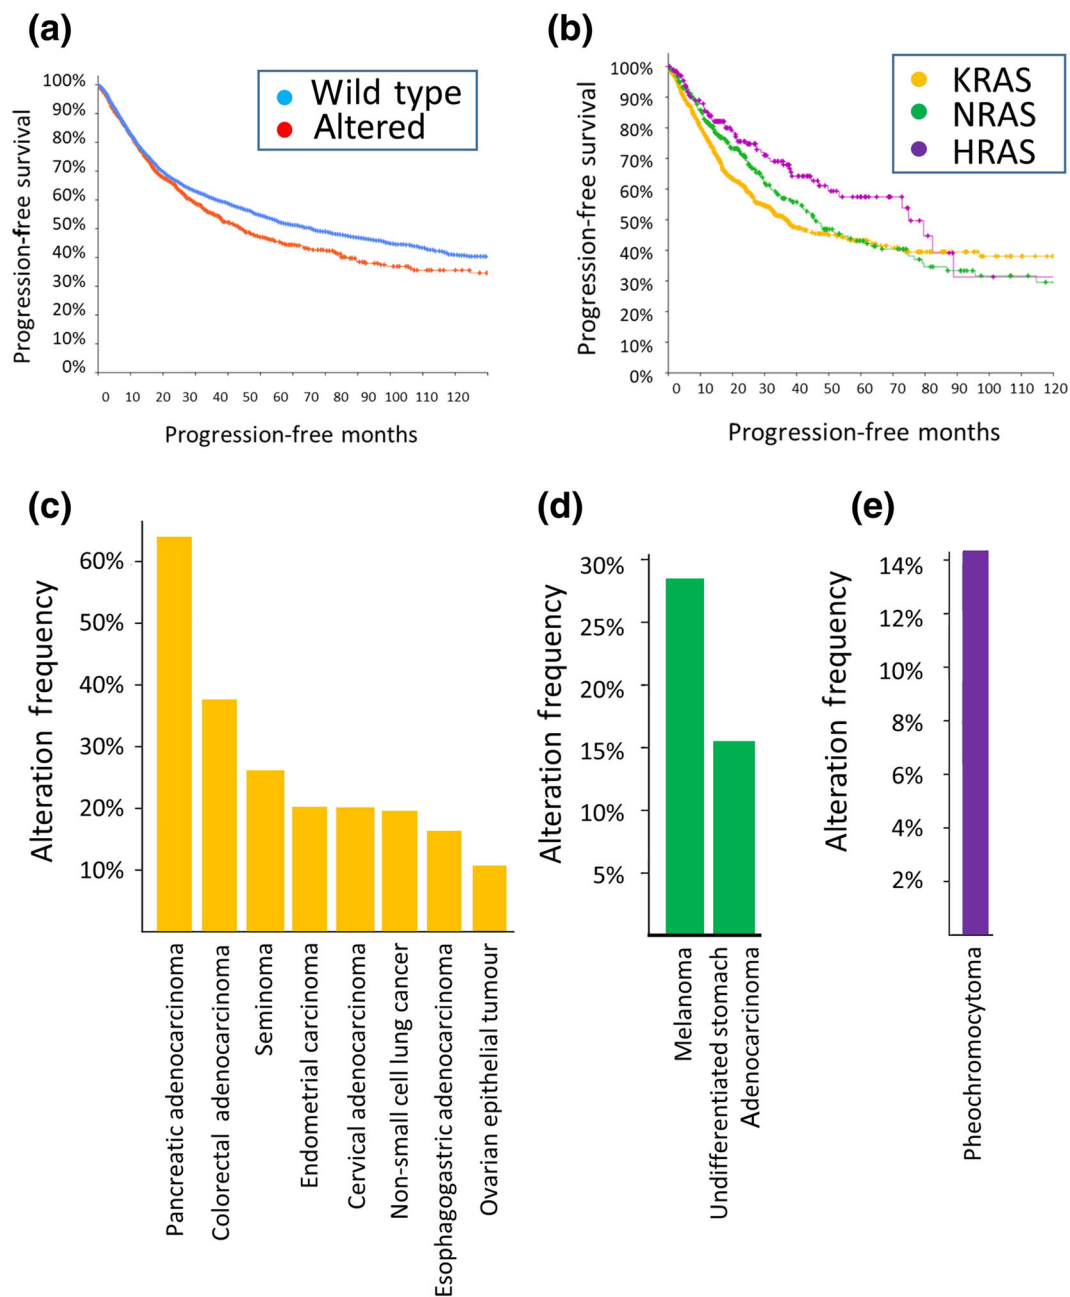 (a)
Wild type
Altered
Progression-free survival
100%
90%
80%
70%
60%
50%
40%
30%
20%
10%
0%
0 10 20 30 40 50 60 70 80 90 100 110 120
Progression-free months
(b)
KRAS
NRAS
HRAS
Progression-free survival
100%
90%
80%
70%
60%
50%
40%
30%
20%
10%
0%
0 10 20 30 40 50 60 70 80 90 100 110 120
Progression-free months
(c)
Alteration frequency
60%
50%
40%
30%
20%
10%
Pancreatic adenocarcinoma
Colorectal adenocarcinoma
Seminoma
Endometrial carcinoma
Cervical adenocarcinoma
Non-small cell lung cancer
Esophagogastric adenocarcinoma
Ovarian epithelial tumour
(d)
Alteration frequency
30%
25%
20%
15%
10%
5%
Melanoma
Undifferentiated stomach
Adenocarcinoma
(e)
Alteration frequency
14%
12%
10%
8%
6%
4%
2%
Pheochromocytoma